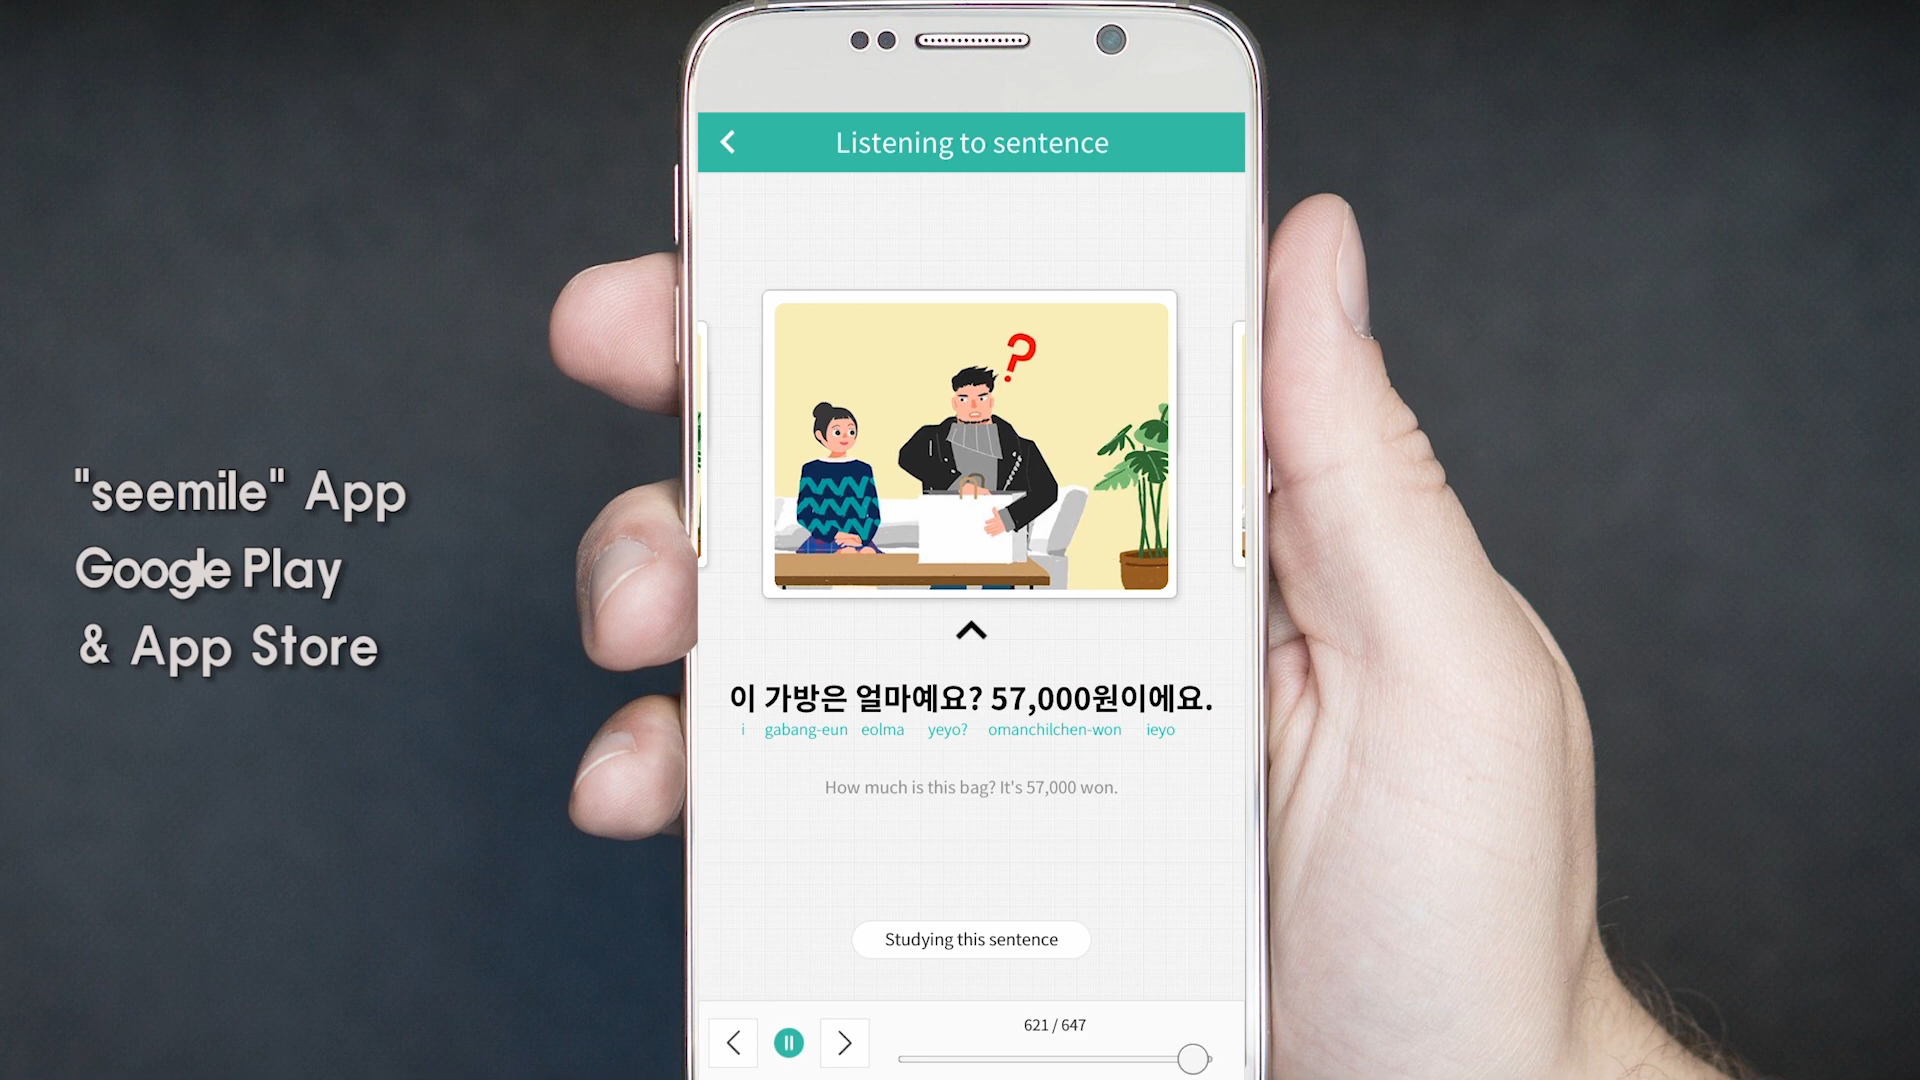 "seemile" App
Google Play
& App Store
Listening to sentence
?
이 가방은 얼마예요? 57,000원이에요.
i gabang-eun eolma yeyo? omanchilchen-won ieyo
How much is this bag? It's 57,000 won.
Studying this sentence
621 / 647